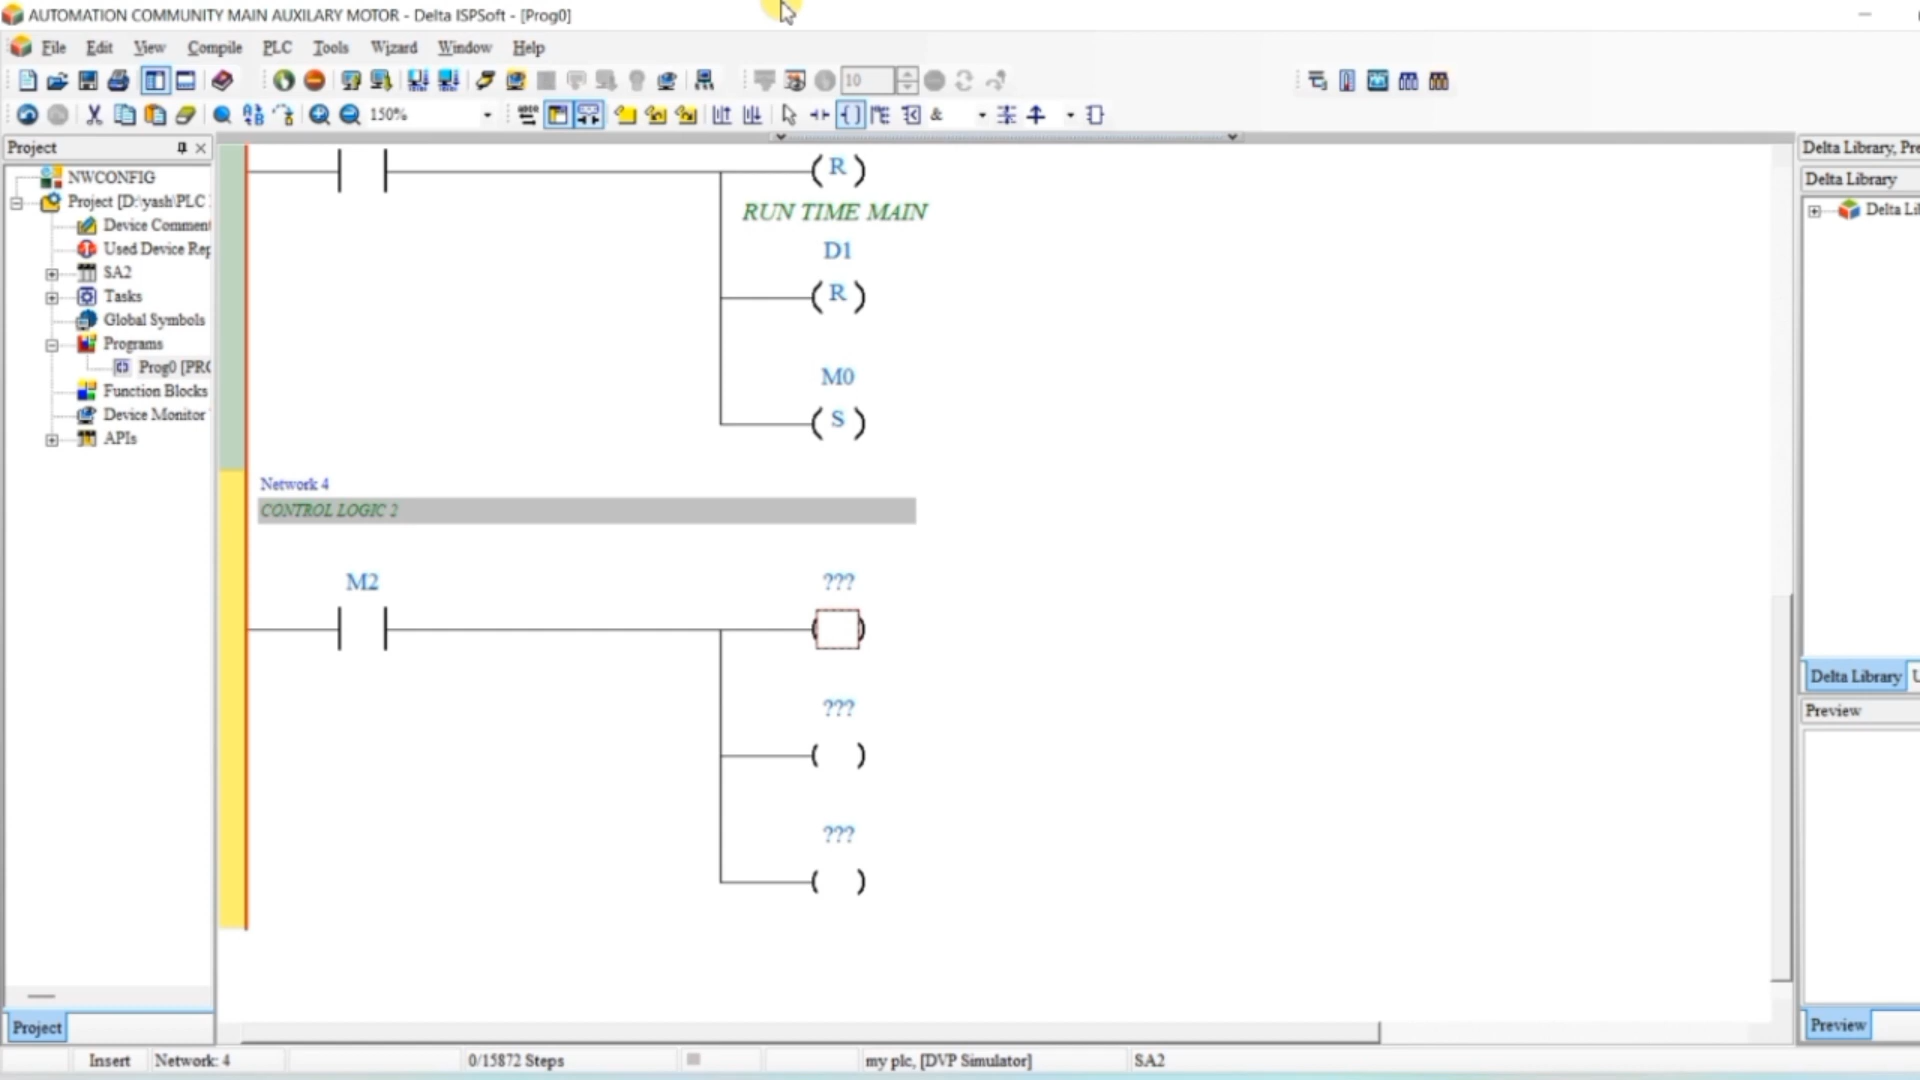 AUTOMATION COMMUNITY MAIN AUXILARY MOTOR - Delta ISPSoft - [Prog0]
File Edit View Compile PLC Tools Wizard Window Help
10
150% &
Project
NWCONFIG
Project [D:\yash\PLC
Device Comment
Used Device Rep
SA2
Tasks
Global Symbols
Programs
Prog0 [PRO
Function Blocks
Device Monitor
APIs
Project
( R )
RUN TIME MAIN
D1
( R )
M0
( S )
Network 4
CONTROL LOGIC 2
M2
???
???
???
Delta Library, Pre
Delta Library
Delta Lib
Delta Library U
Preview
Preview
Insert Network: 4 0/15872 Steps my plc, [DVP Simulator] SA2